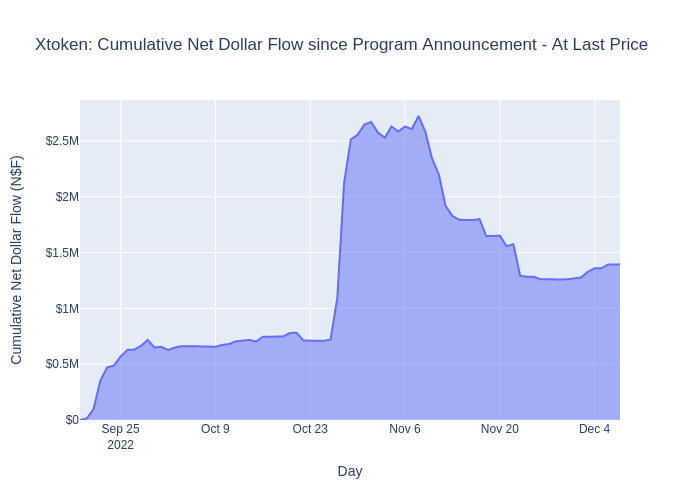 Xtoken: Cumulative Net Dollar Flow since Program Announcement - At Last Price
Cumulative Net Dollar Flow (N$F)
$2.5M
$2M
$1.5M
$1M
$0.5M
$0
Sep 25
2022
Oct 9
Oct 23
Nov 6
Nov 20
Dec 4
Day